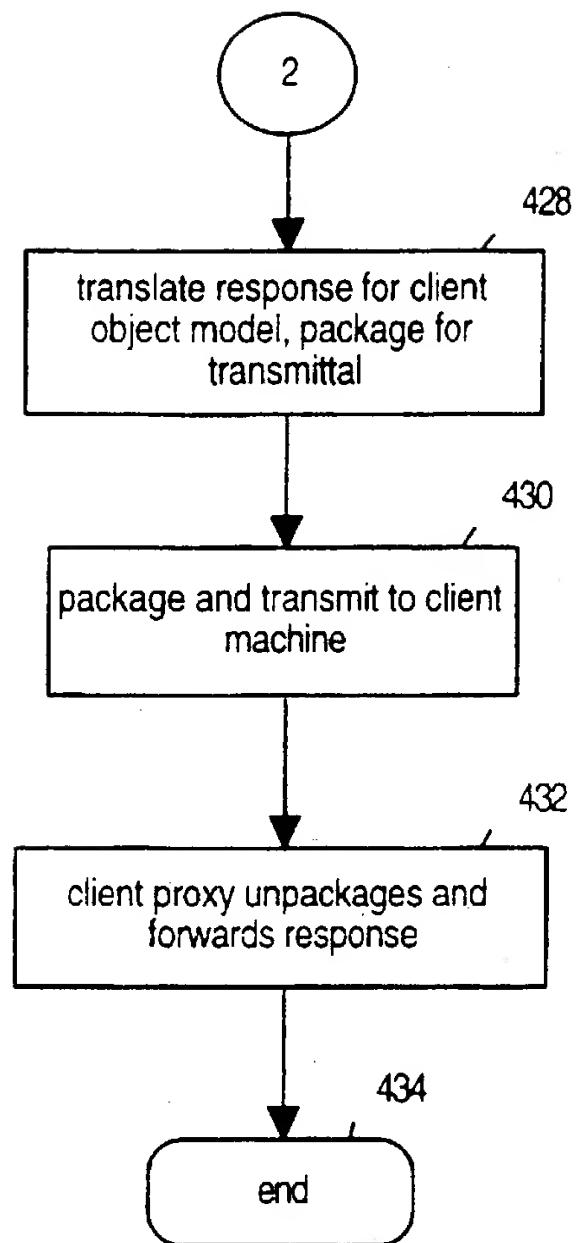 2
428
translate response for client
object model, package for
transmittal
430
package and transmit to client
machine
432
client proxy unpackages and
forwards response
434
end